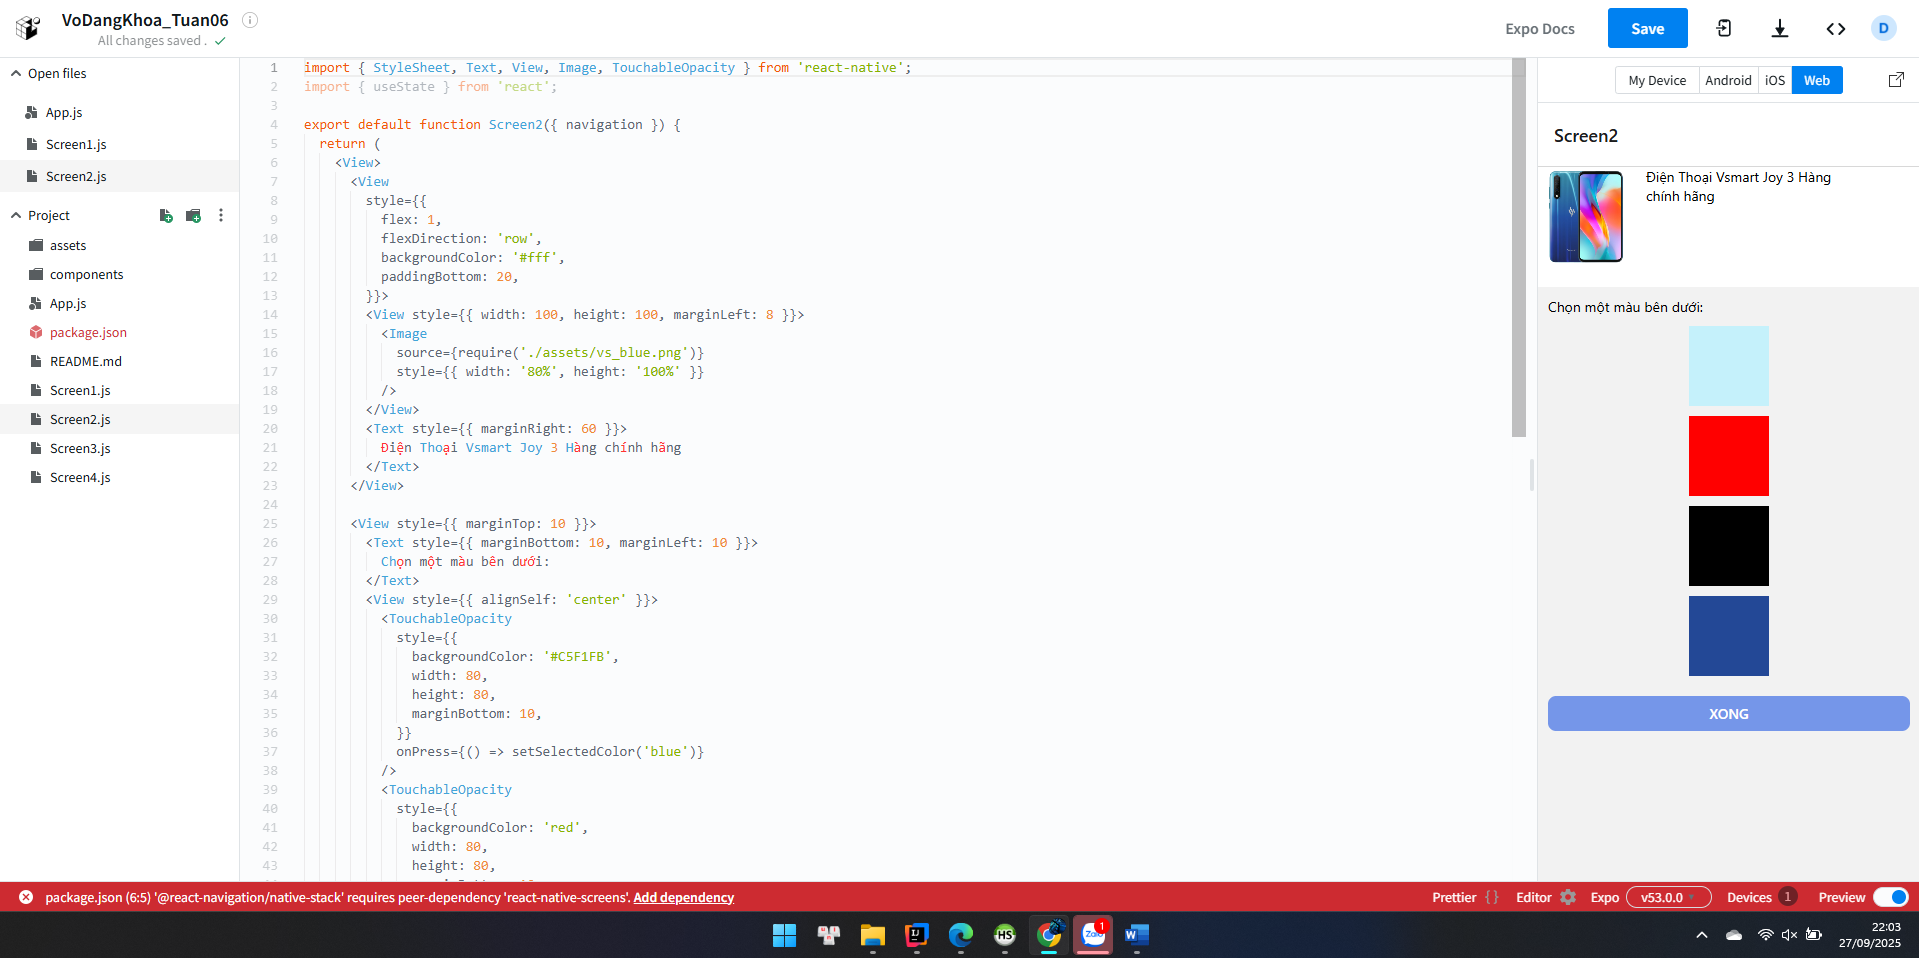 VoDangKhoa_Tuan06
All changes saved .
Expo Docs
Save
D
Open files
App.js
Screen1.js
Screen2.js
Project
assets
components
App.js
package.json
README.md
Screen1.js
Screen2.js
Screen3.js
Screen4.js
1 import { StyleSheet, Text, View, Image, TouchableOpacity } from 'react-native';
2 import { useState } from 'react';
3
4 export default function Screen2({ navigation }) {
5 return (
6 <View>
7 <View
8 style={{
9 flex: 1,
10 flexDirection: 'row',
11 backgroundColor: '#fff',
12 paddingBottom: 20,
13 }}>
14 <View style={{ width: 100, height: 100, marginLeft: 8 }}>
15 <Image
16 source={require('./assets/vs_blue.png')}
17 style={{ width: '80%', height: '100%' }}
18 />
19 </View>
20 <Text style={{ marginRight: 60 }}>
21 Điện Thoại Vsmart Joy 3 Hàng chính hãng
22 </Text>
23 </View>
24
25 <View style={{ marginTop: 10 }}>
26 <Text style={{ marginBottom: 10, marginLeft: 10 }}>
27 Chọn một màu bên dưới:
28 </Text>
29 <View style={{ alignSelf: 'center' }}>
30 <TouchableOpacity
31 style={{
32 backgroundColor: '#C5F1FB',
33 width: 80,
34 height: 80,
35 marginBottom: 10,
36 }}
37 onPress={() => setSelectedColor('blue')}
38 />
39 <TouchableOpacity
40 style={{
41 backgroundColor: 'red',
42 width: 80,
43 height: 80,
My Device Android iOS Web
Screen2
Điện Thoại Vsmart Joy 3 Hàng
chính hãng
Chọn một màu bên dưới:
XONG
package.json (6:5) '@react-navigation/native-stack' requires peer-dependency 'react-native-screens'. Add dependency
Prettier { } Editor Expo v53.0.0 Devices 1 Preview
HS
Zalo
1
W
22:03
27/09/2025